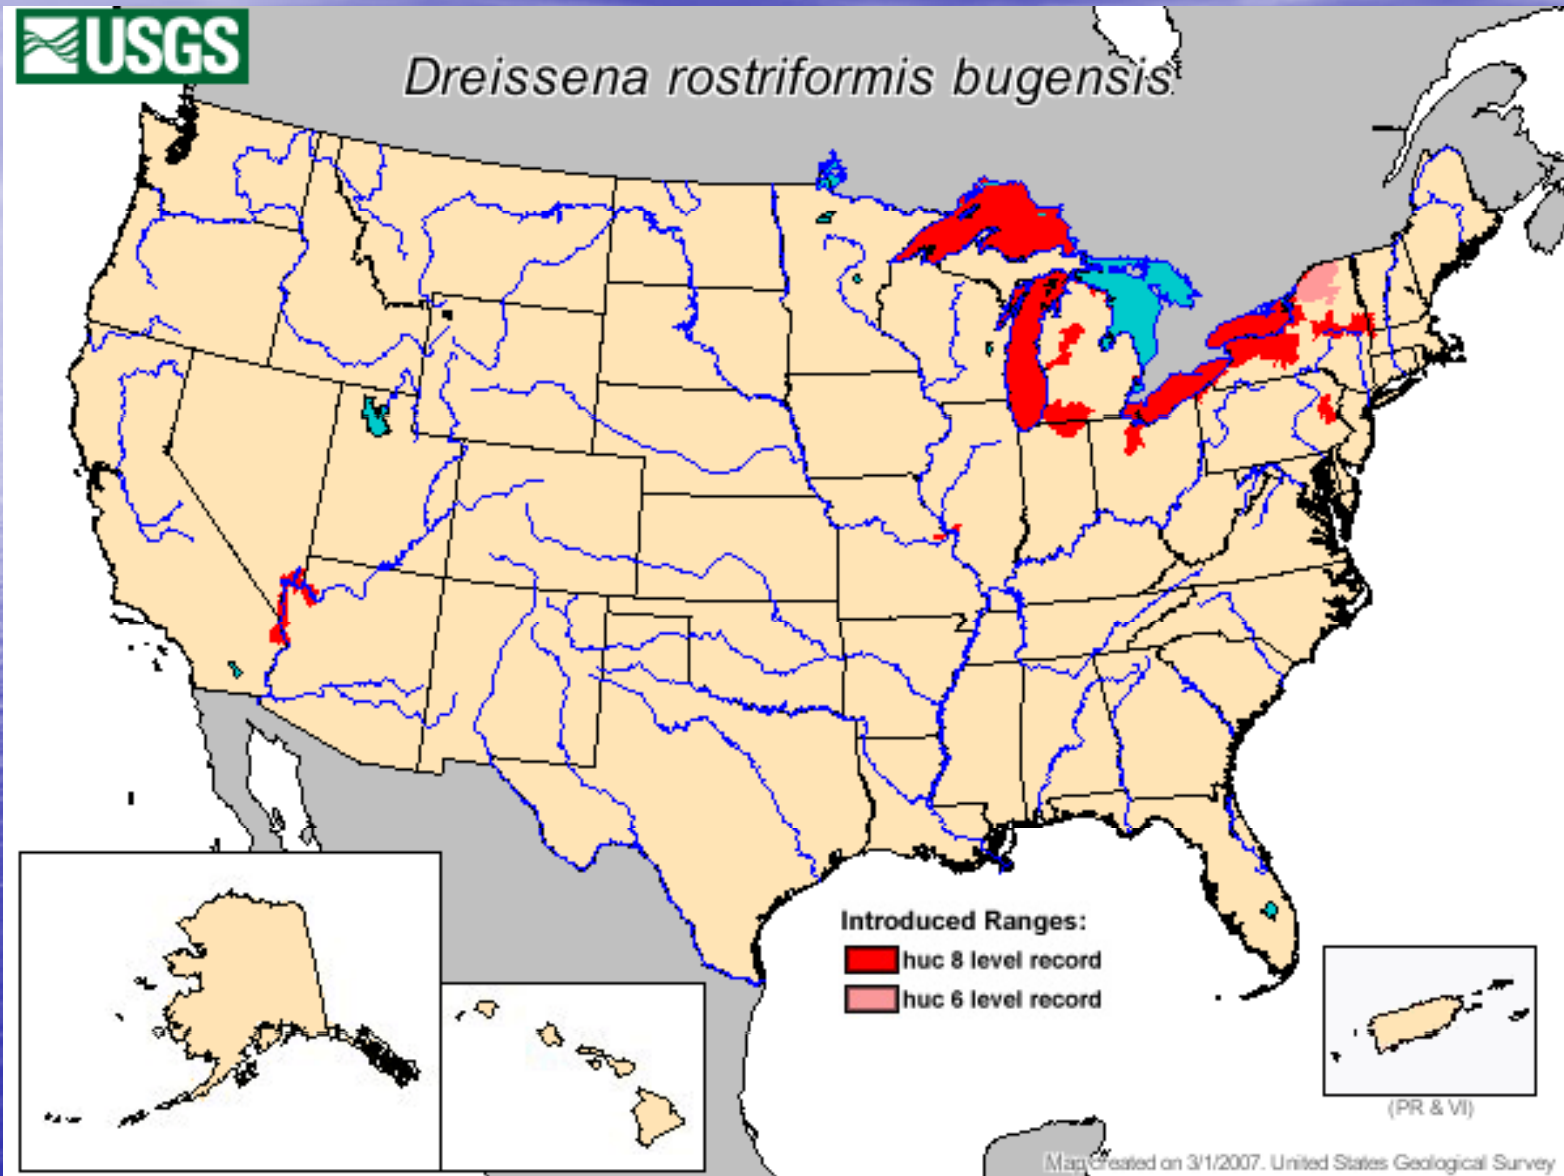 USGS
Dreissena rostriformis bugensis
Introduced Ranges:
huc 8 level record
huc 6 level record
(PR & VI)
Map created on 3/1/2007. United States Geological Survey